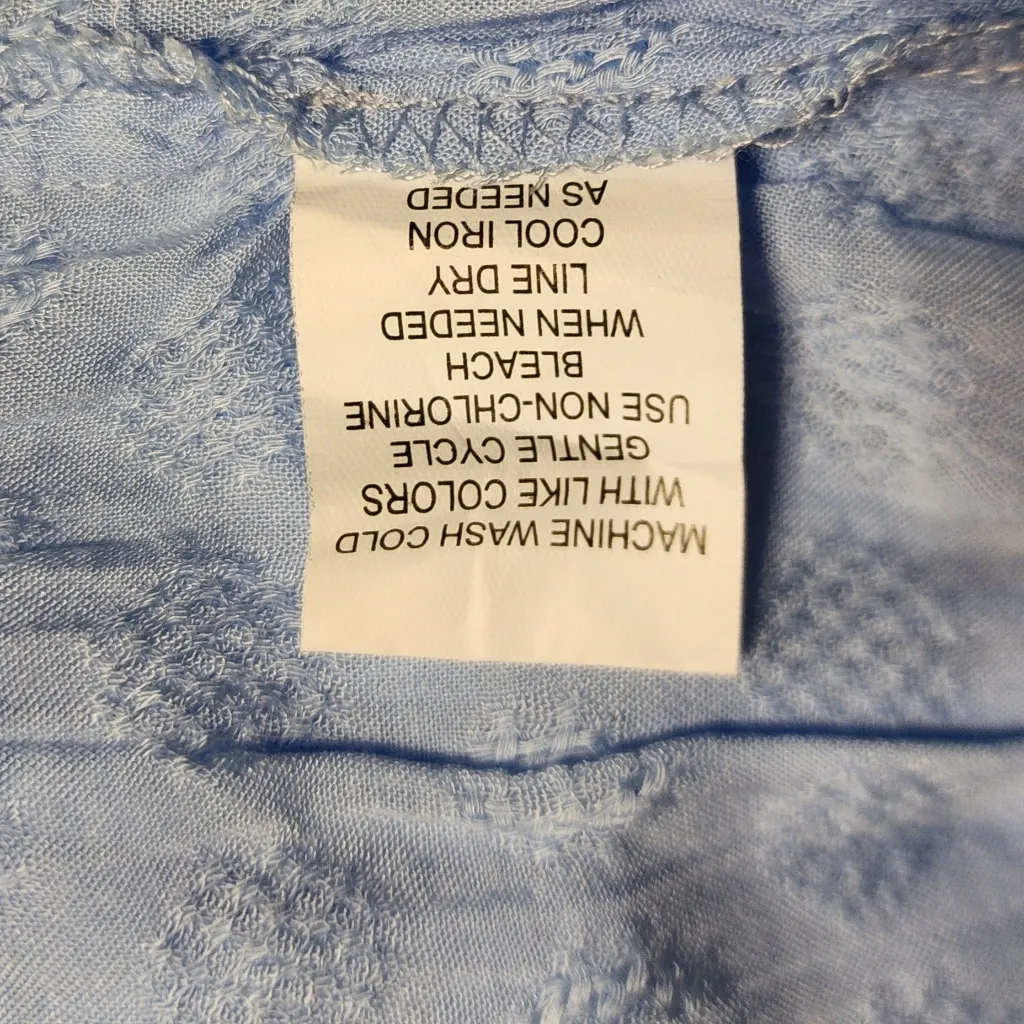 MACHINE WASH COLD
WITH LIKE COLORS
GENTLE CYCLE
USE NON-CHLORINE
BLEACH
WHEN NEEDED
LINE DRY
COOL IRON
AS NEEDED